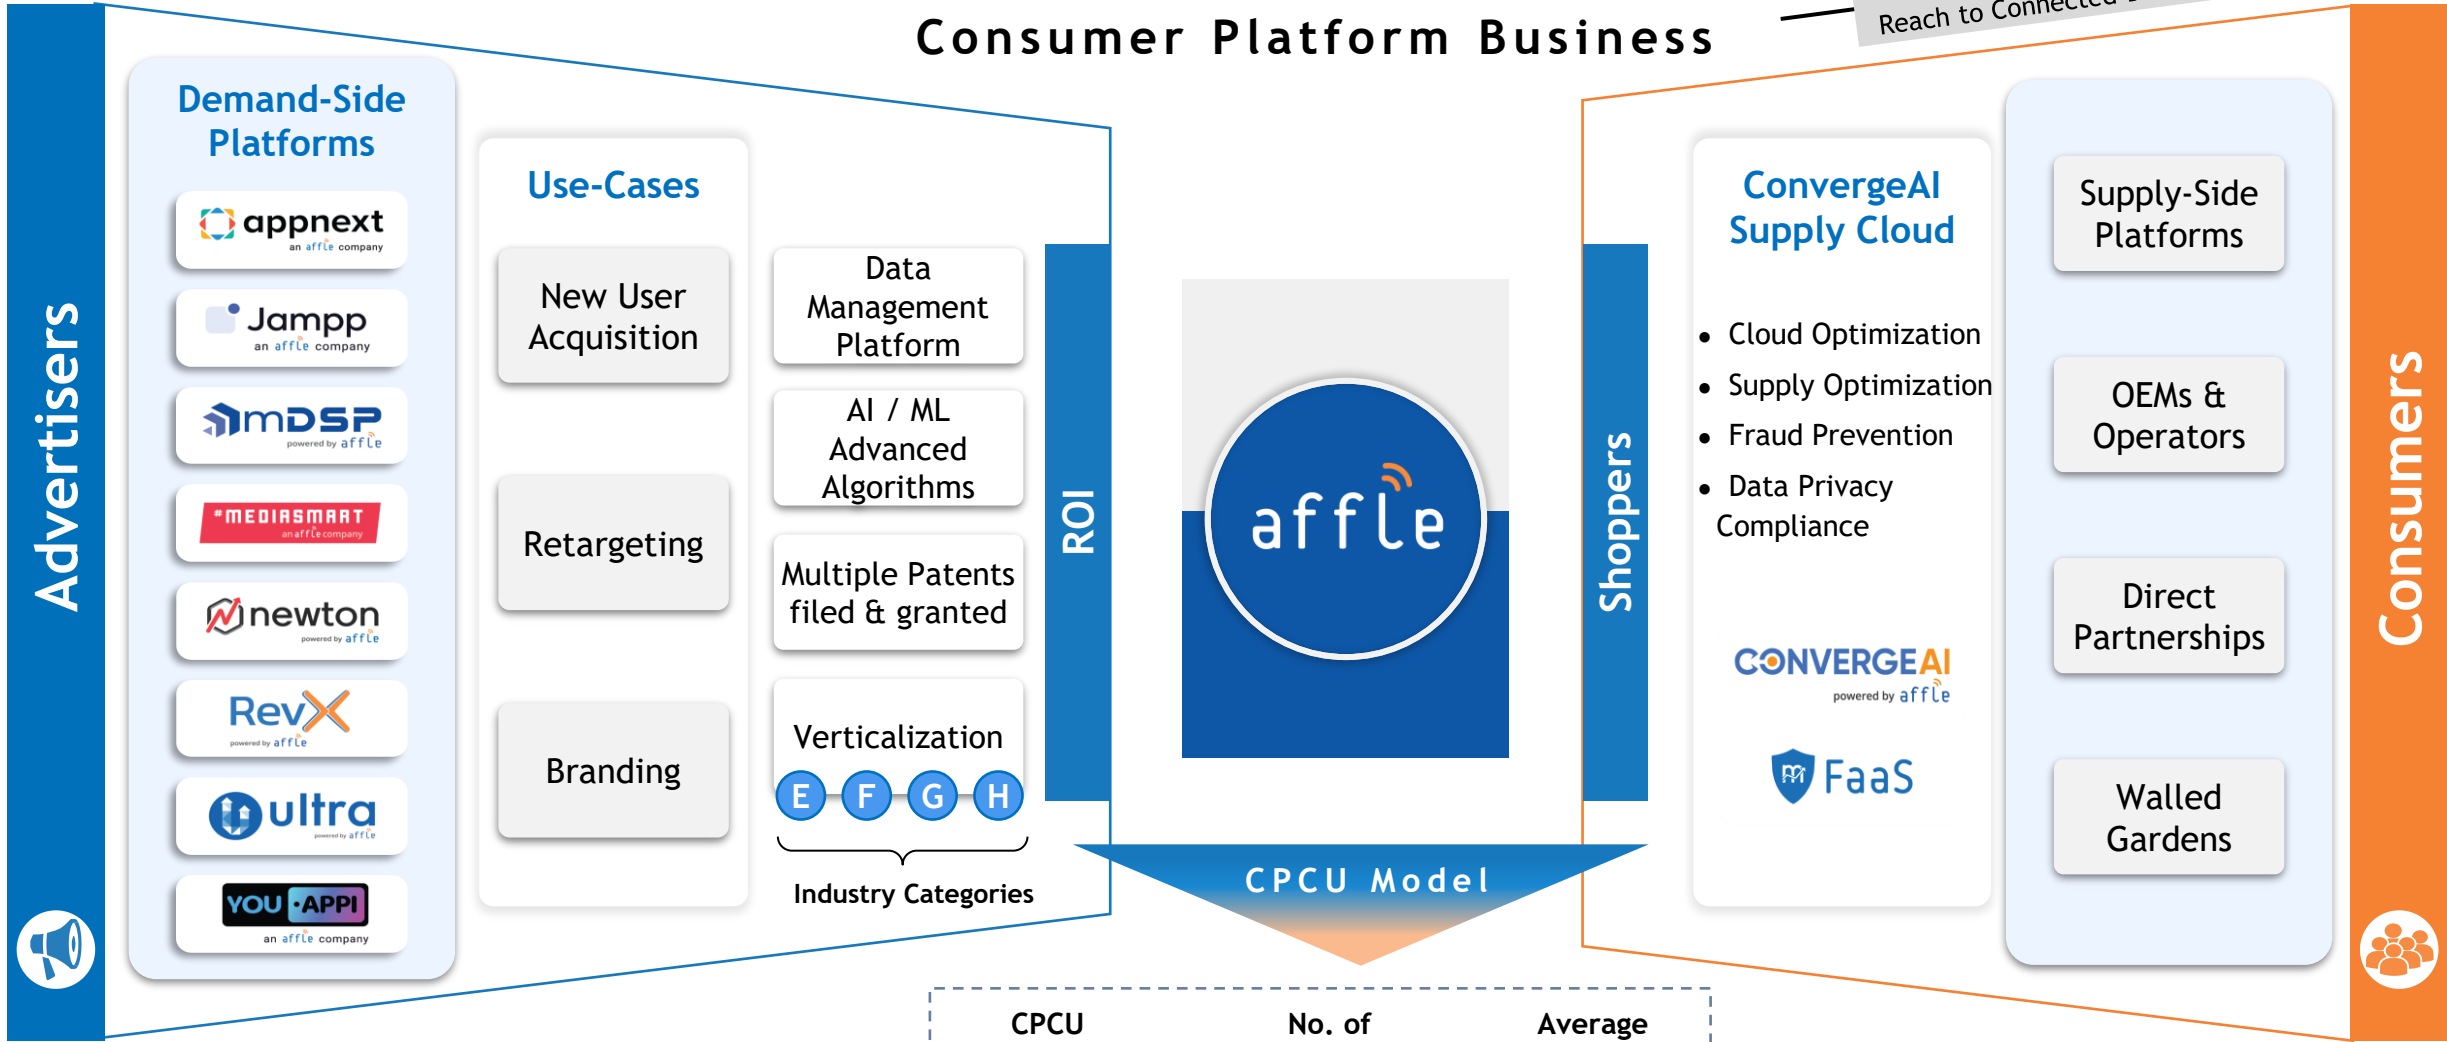 Consumer Platform Business
Reach to Connected
Advertisers
Demand-Side
Platforms
appnext
an affle company
Jampp
an affle company
mDSP
powered by affle
#MEDIASMART
an affle company
newton
powered by affle
RevX
powered by affle
ultra
powered by affle
YOU•APPI
an affle company
Use-Cases
New User
Acquisition
Retargeting
Branding
Data
Management
Platform
AI / ML
Advanced
Algorithms
Multiple Patents
filed & granted
Verticalization
E F G H
Industry Categories
ROI
affle
Shoppers
CPCU Model
CPCU No. of Average
ConvergeAI
Supply Cloud
• Cloud Optimization
• Supply Optimization
• Fraud Prevention
• Data Privacy
Compliance
CONVERGEAI
powered by affle
FaaS
Supply-Side
Platforms
OEMs &
Operators
Direct
Partnerships
Walled
Gardens
Consumers